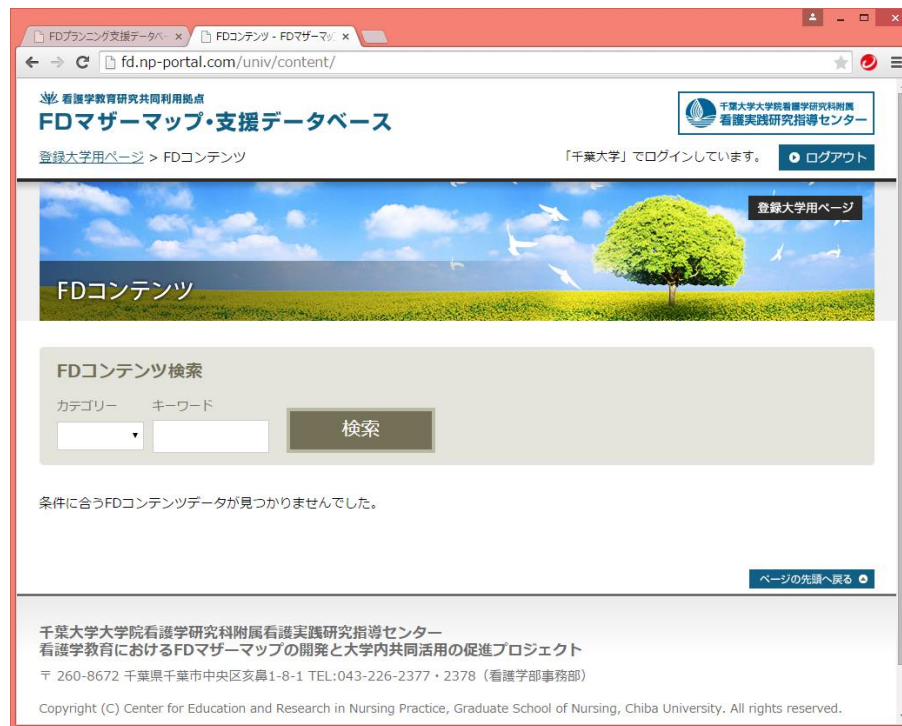 FDプランニング支援データベー
FDコンテンツ - FDマザーマッ
fd.np-portal.com/univ/content/
看護学教育研究共同利用拠点
FDマザーマップ・支援データベース
千葉大学大学院看護学研究科附属
看護実践研究指導センター
登録大学用ページ > FDコンテンツ
「千葉大学」でログインしています。
ログアウト
登録大学用ページ
FDコンテンツ
FDコンテンツ検索
カテゴリー キーワード
検索
条件に合うFDコンテンツデータが見つかりませんでした。
ページの先頭へ戻る
千葉大学大学院看護学研究科附属看護実践研究指導センター
看護学教育におけるFDマザーマップの開発と大学内共同活用の促進プロジェクト
〒 260-8672 千葉県千葉市中央区亥鼻1-8-1 TEL:043-226-2377・2378（看護学部事務部）
Copyright (C) Center for Education and Research in Nursing Practice, Graduate School of Nursing, Chiba University. All rights reserved.